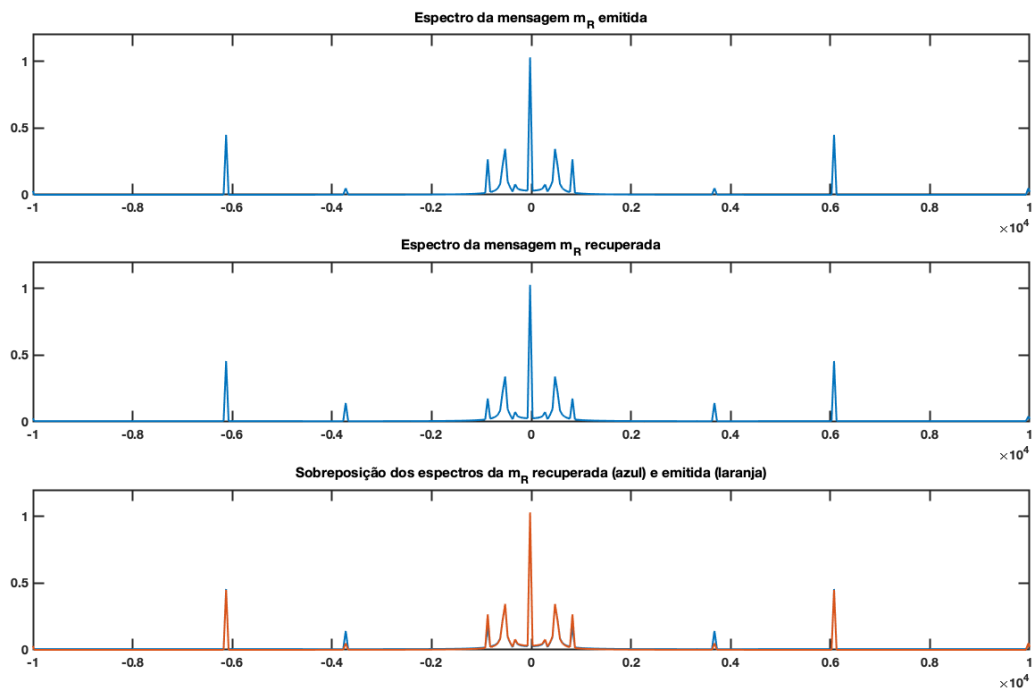 Espectro da mensagem m_R emitida
1
0.5
0
-1 -0.8 -0.6 -0.4 -0.2 0 0.2 0.4 0.6 0.8 1
×10^4
Espectro da mensagem m_R recuperada
1
0.5
0
-1 -0.8 -0.6 -0.4 -0.2 0 0.2 0.4 0.6 0.8 1
×10^4
Sobreposição dos espectros da m_R recuperada (azul) e emitida (laranja)
1
0.5
0
-1 -0.8 -0.6 -0.4 -0.2 0 0.2 0.4 0.6 0.8 1
×10^4